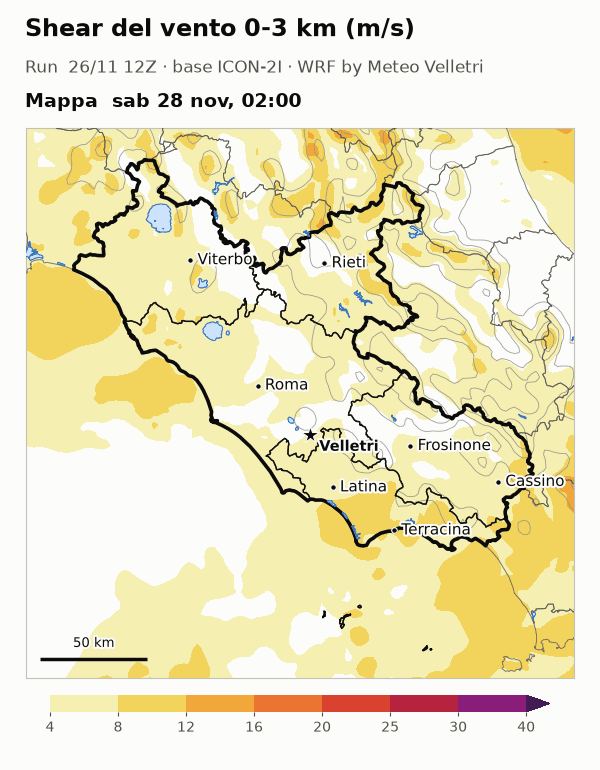 Shear del vento 0-3 km (m/s)
Run  26/11 12Z · base ICON-2I · WRF by Meteo Velletri
Mappa  sab 28 nov, 02:00
Viterbo
Rieti
Roma
Velletri
Frosinone
Cassino
Latina
Terracina
50 km
4 8 12 16 20 25 30 40